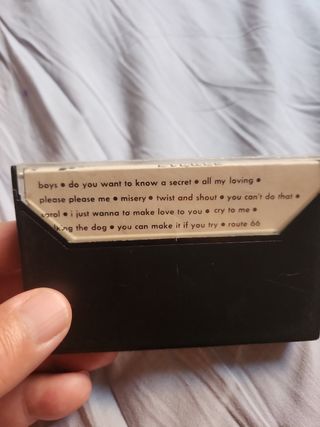 boys • do you want to know a secret • all my loving •
please please me • misery • twist and shout • you can't do that •
carol • i just wanna to make love to you • cry to me •
the dog • you can make it if you try • route 66